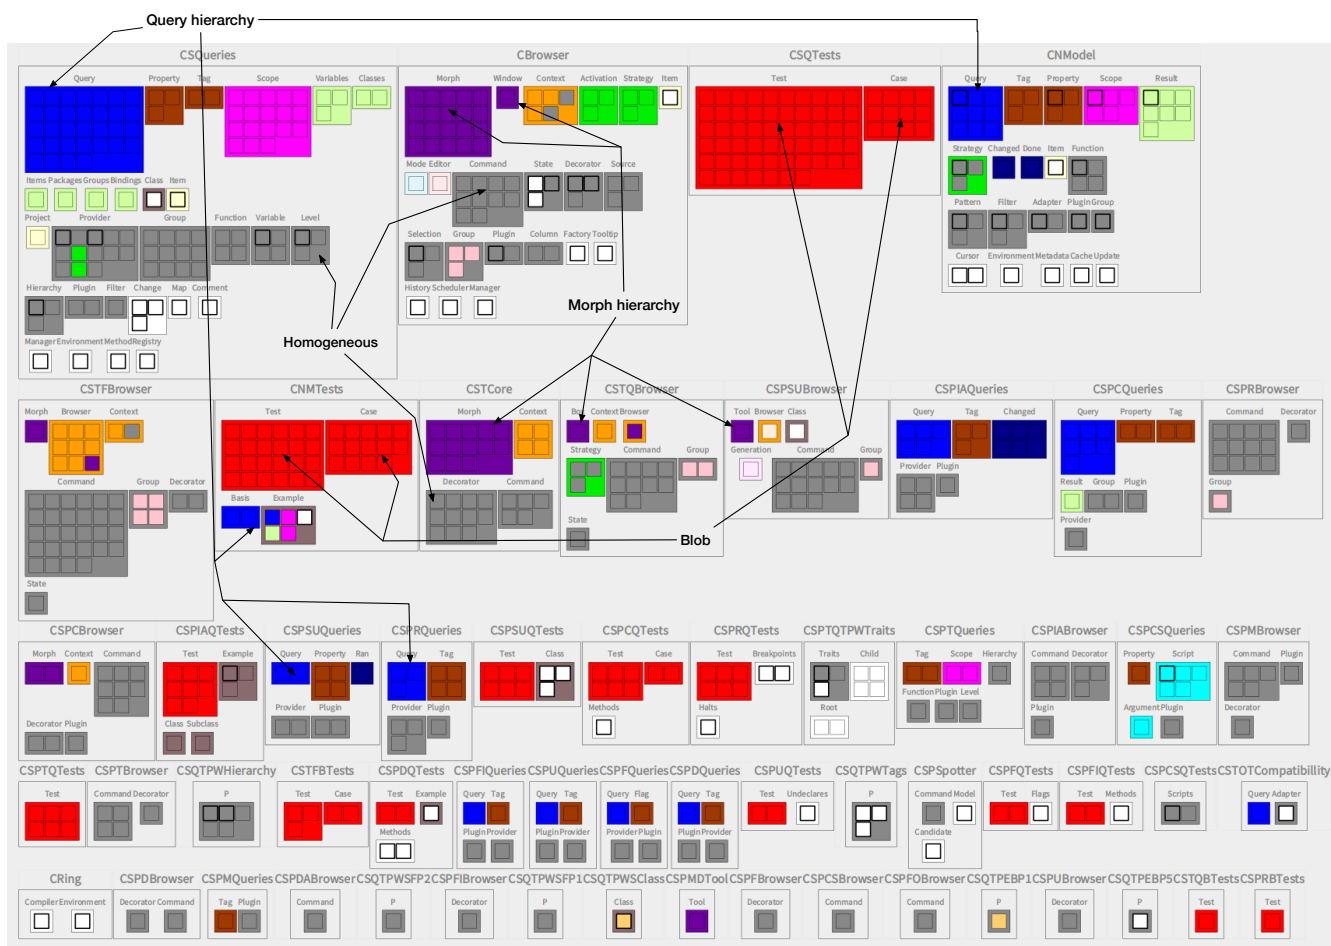 Query hierarchy
CSQueries CBrowser CSQTests CNModel
Query Property Tag Scope Variables Classes Morph Window Context Activation Strategy Item Test Case Query Tag Property Scope Result
Mode Editor Command State Decorator Source Strategy Changed Done Item Function
Items Packages Groups Bindings Class Item
Project Provider Group Function Variable Level Pattern Filter Adapter Plugin Group
Selection Group Plugin Column Factory Tooltip
Cursor Environment Metadata Cache Update
Hierarchy Plugin Filter Change Map Comment History Scheduler Manager
Morph hierarchy
Homogeneous
Manager Environment Method Registry
CSTFBrowser CNMTests CSTCore CSTQBrowser CSPSUBrowser CSPIAQueries CSPCQueries CSPRBrowser
Morph Browser Context Test Case Morph Context Box Context Browser Tool Browser Class Query Tag Changed Query Property Tag Command Decorator
Strategy Command Group Generation Command Group Provider Plugin
Command Group Decorator Basis Example Decorator Command Result Group Plugin Group
State Provider
Blob
State
CSPCBrowser CSPIAQTests CSPSUQueries CSPRQueries CSPSUQTests CSPCQTests CSPRQTests CSPTQTPWTraits CSPTQueries CSPIABrowser CSPCSQueries CSPMBrowser
Morph Context Command Test Example Query Property Ran Query Tag Test Class Test Case Test Breakpoints Traits Child Tag Scope Hierarchy Command Decorator Property Script Command Plugin
Function Plugin Level
Decorator Plugin Class Subclass Provider Plugin Provider Plugin Methods Halts Root Plugin Argument Plugin Decorator
CSPTQTests CSPTBrowser CSQTPWHierarchy CSTFBTests CSPDQTests CSPFIQueries CSPUQueries CSPFQueries CSPDQueries CSPUQTests CSQTPWTags CSPSpotter CSPFQTests CSPFIQTests CSPCSQTests CSTOTCompatibillity
Test Command Decorator P Test Case Test Example Query Tag Query Tag Query Flag Query Tag Test Undeclares P Command Model Test Flags Test Methods Scripts Query Adapter
Methods Plugin Provider Plugin Provider Provider Plugin Plugin Provider Candidate
CRing CSPDBrowser CSPMQueries CSPDABrowser CSQTPWSFP2 CSPFIBrowser CSQTPWSFP1 CSQTPWSClass CSPMDTool CSPFBrowser CSPCSBrowser CSPFOBrowser CSQTPEBP1 CSPUBrowser CSQTPEBP5 CSTQBTests CSPRBTests
Compiler Environment Decorator Command Tag Plugin Command P Decorator P Class Tool Decorator Command Command P Decorator P Test Test